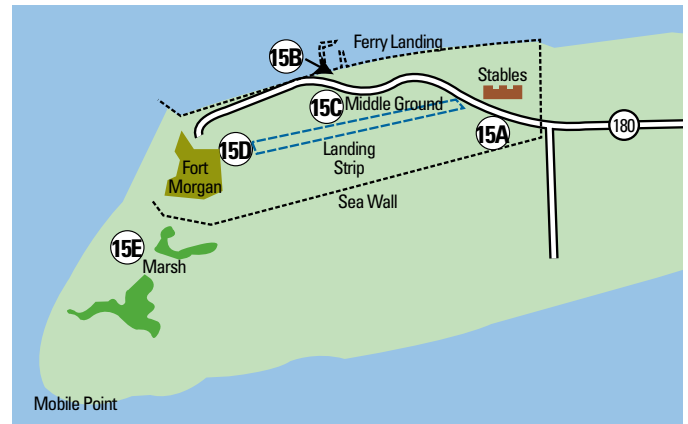 Ferry Landing
15B
Stables
15C
Middle Ground
180
15A
15D
Landing
Strip
Fort
Morgan
Sea Wall
15E
Marsh
Mobile Point